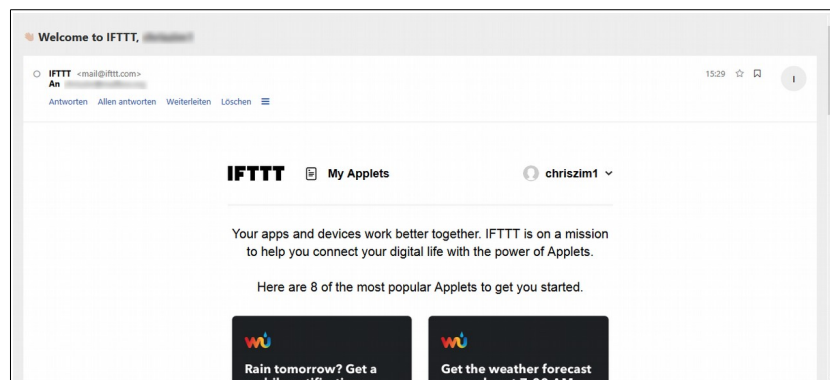 Welcome to IFTTT,
IFTTT <mail@ifttt.com>
15:29
I
An
Antworten Allen antworten Weiterleiten Löschen
IFTTT My Applets chriszim1
Your apps and devices work better together. IFTTT is on a mission
to help you connect your digital life with the power of Applets.
Here are 8 of the most popular Applets to get you started.
Rain tomorrow? Get a
Get the weather forecast